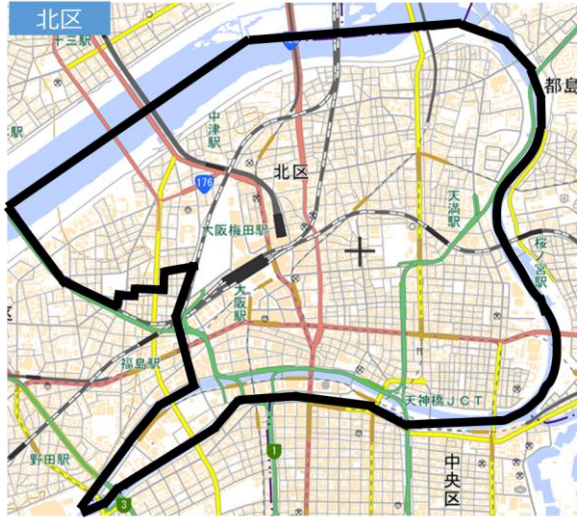 北区
十三駅
都島
中津駅
駅
176
北区
天満駅
大阪梅田駅
桜ノ宮駅
大阪駅
区
福島駅
天神橋JCT
野田駅
1
中央区
3